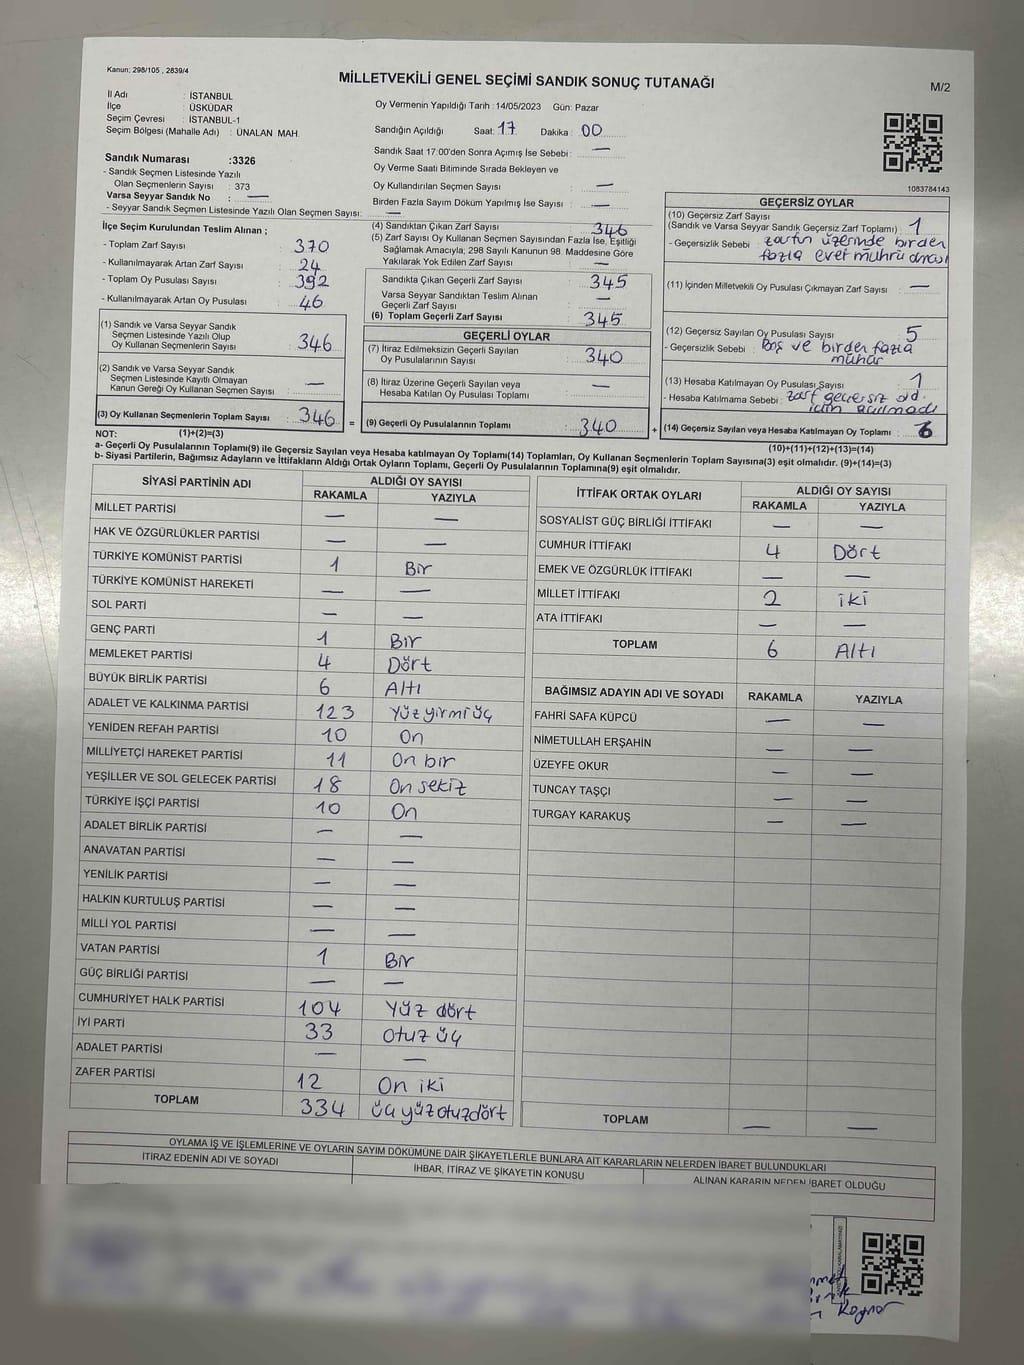 Kanun; 298/105 , 2839/4
MİLLETVEKİLİ GENEL SEÇİMİ SANDIK SONUÇ TUTANAĞI
M/2
İl Adı : İSTANBUL
İlçe : ÜSKÜDAR
Seçim Çevresi : İSTANBUL-1
Seçim Bölgesi (Mahalle Adı) : ÜNALAN MAH.
Sandık Numarası :3326
- Sandık Seçmen Listesinde Yazılı
Olan Seçmenlerin Sayısı : 373
Varsa Seyyar Sandık No : —
- Seyyar Sandık Seçmen Listesinde Yazılı Olan Seçmen Sayısı: —
Oy Vermenin Yapıldığı Tarih : 14/05/2023 Gün: Pazar
Sandığın Açıldığı Saat: 17 Dakika : 00
Sandık Saat 17:00'den Sonra Açılmış İse Sebebi : —
Oy Verme Saati Bitiminde Sırada Bekleyen ve
Oy Kullandırılan Seçmen Sayısı : —
Birden Fazla Sayım Döküm Yapılmış İse Sayısı : —
1083784143
İlçe Seçim Kurulundan Teslim Alınan ;
- Toplam Zarf Sayısı : 370
- Kullanılmayarak Artan Zarf Sayısı : 24
- Toplam Oy Pusulası Sayısı : 392
- Kullanılmayarak Artan Oy Pusulası : 46
(1) Sandık ve Varsa Seyyar Sandık
Seçmen Listesinde Yazılı Olup
Oy Kullanan Seçmenlerin Sayısı : 346
(2) Sandık ve Varsa Seyyar Sandık
Seçmen Listesinde Kayıtlı Olmayan
Kanun Gereği Oy Kullanan Seçmen Sayısı : —
(3) Oy Kullanan Seçmenlerin Toplam Sayısı : 346 =
(4) Sandıktan Çıkan Zarf Sayısı : 346
(5) Zarf Sayısı Oy Kullanan Seçmen Sayısından Fazla İse, Eşitliği
Sağlamak Amacıyla, 298 Sayılı Kanunun 98. Maddesine Göre
Yakılarak Yok Edilen Zarf Sayısı : —
Sandıkta Çıkan Geçerli Zarf Sayısı : 345
Varsa Seyyar Sandıktan Teslim Alınan
Geçerli Zarf Sayısı : —
(6) Toplam Geçerli Zarf Sayısı : 345
GEÇERLİ OYLAR
(7) İtiraz Edilmeksizin Geçerli Sayılan
Oy Pusulalarının Sayısı : 340
(8) İtiraz Üzerine Geçerli Sayılan veya
Hesaba Katılan Oy Pusulası Toplamı : —
(9) Geçerli Oy Pusulalarının Toplamı : 340 +
GEÇERSİZ OYLAR
(10) Geçersiz Zarf Sayısı
(Sandık ve Varsa Seyyar Sandık Geçersiz Zarf Toplamı) : 1
- Geçersizlik Sebebi : zarfın üzerinde birden
fazla evet mührü olması
(11) İçinden Milletvekili Oy Pusulası Çıkmayan Zarf Sayısı : —
(12) Geçersiz Sayılan Oy Pusulası Sayısı : 5
- Geçersizlik Sebebi : Boş ve birden fazla
mühür
(13) Hesaba Katılmayan Oy Pusulası Sayısı : 1
- Hesaba Katılmama Sebebi : zarf geçersiz old.
için açılmadı
(14) Geçersiz Sayılan veya Hesaba Katılmayan Oy Toplamı : 6
NOT: (1)+(2)=(3) (10)+(11)+(12)+(13)=(14)
a- Geçerli Oy Pusulalarının Toplamı(9) ile Geçersiz Sayılan veya Hesaba katılmayan Oy Toplamı(14) Toplamları, Oy Kullanan Seçmenlerin Toplam Sayısına(3) eşit olmalıdır. (9)+(14)=(3)
b- Siyasi Partilerin, Bağımsız Adayların ve İttifakların Aldığı Ortak Oyların Toplamı, Geçerli Oy Pusulalarının Toplamına(9) eşit olmalıdır.
SİYASİ PARTİNİN ADI ALDIĞI OY SAYISI
RAKAMLA YAZIYLA
MİLLET PARTİSİ — —
HAK VE ÖZGÜRLÜKLER PARTİSİ — —
TÜRKİYE KOMÜNİST PARTİSİ 1 Bir
TÜRKİYE KOMÜNİST HAREKETİ — —
SOL PARTİ — —
GENÇ PARTİ 1 Bir
MEMLEKET PARTİSİ 4 Dört
BÜYÜK BİRLİK PARTİSİ 6 Altı
ADALET VE KALKINMA PARTİSİ 123 Yüz yirmi üç
YENİDEN REFAH PARTİSİ 10 On
MİLLİYETÇİ HAREKET PARTİSİ 11 On bir
YEŞİLLER VE SOL GELECEK PARTİSİ 18 On sekiz
TÜRKİYE İŞÇİ PARTİSİ 10 On
ADALET BİRLİK PARTİSİ — —
ANAVATAN PARTİSİ — —
YENİLİK PARTİSİ — —
HALKIN KURTULUŞ PARTİSİ — —
MİLLİ YOL PARTİSİ — —
VATAN PARTİSİ 1 Bir
GÜÇ BİRLİĞİ PARTİSİ — —
CUMHURİYET HALK PARTİSİ 104 Yüz dört
İYİ PARTİ 33 Otuz üç
ADALET PARTİSİ — —
ZAFER PARTİSİ 12 On iki
TOPLAM 334 üç yüz otuzdört
İTTİFAK ORTAK OYLARI ALDIĞI OY SAYISI
RAKAMLA YAZIYLA
SOSYALİST GÜÇ BİRLİĞİ İTTİFAKI — —
CUMHUR İTTİFAKI 4 Dört
EMEK VE ÖZGÜRLÜK İTTİFAKI — —
MİLLET İTTİFAKI 2 iki
ATA İTTİFAKI — —
TOPLAM 6 Altı
BAĞIMSIZ ADAYIN ADI VE SOYADI RAKAMLA YAZIYLA
FAHRİ SAFA KÜPCÜ — —
NİMETULLAH ERŞAHİN — —
ÜZEYFE OKUR — —
TUNCAY TAŞÇI — —
TURGAY KARAKUŞ — —
TOPLAM — —
OYLAMA İŞ VE İŞLEMLERİNE VE OYLARIN SAYIM DÖKÜMÜNE DAİR ŞİKAYETLERLE BUNLARA AİT KARARLARIN NELERDEN İBARET BULUNDUKLARI
İTİRAZ EDENİN ADI VE SOYADI İHBAR, İTİRAZ VE ŞİKAYETİN KONUSU ALINAN KARARIN NEDEN İBARET OLDUĞU